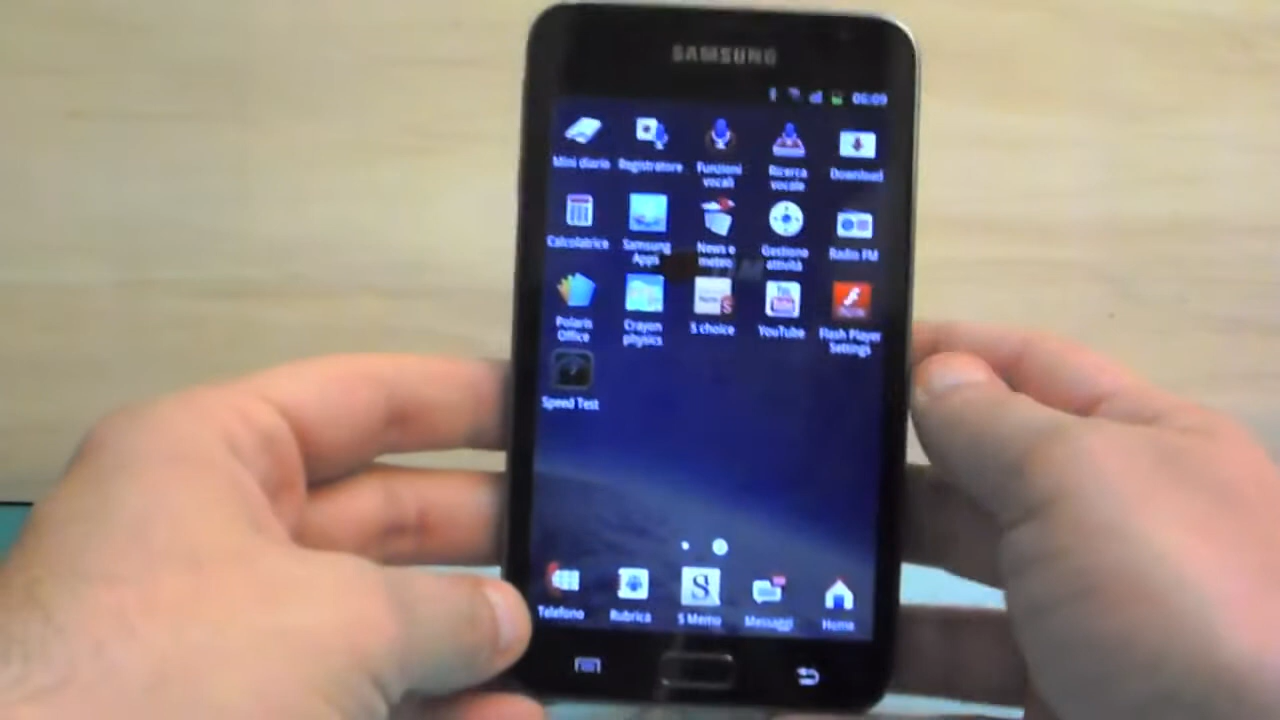 SAMSUNG
06:09
Mini diario Registratore Funzioni vocali Ricerca vocale Download
Calcolatrice Samsung Apps News e meteo Gestione attività Radio FM
Polaris Office Crayon physics S choice YouTube Flash Player Settings
Speed Test
Telefono Rubrica S Memo Messaggi Home